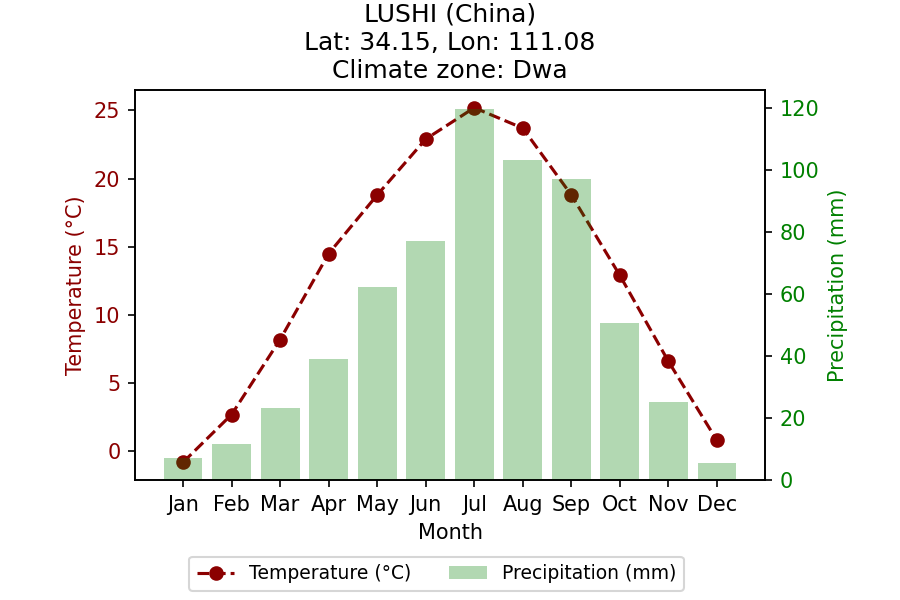 LUSHI (China)
Lat: 34.15, Lon: 111.08
Climate zone: Dwa
25
20
15
10
5
0
Temperature (°C)
120
100
80
60
40
20
0
Precipitation (mm)
Jan Feb Mar Apr May Jun Jul Aug Sep Oct Nov Dec
Month
Temperature (°C) Precipitation (mm)